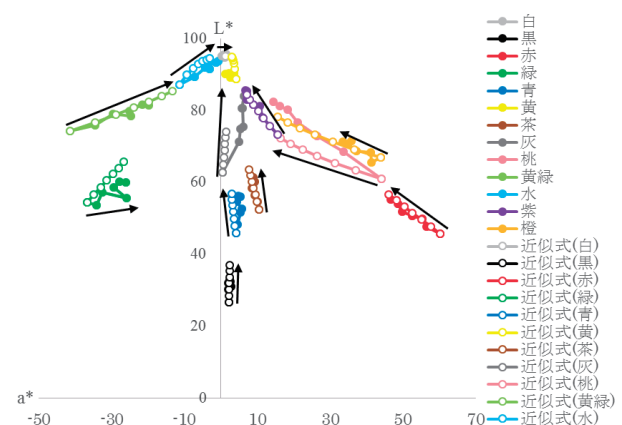 L*
100
80
60
40
20
0
a*
-50
-30
-10
10
30
50
70
白
黒
赤
緑
青
黄
茶
灰
桃
黄緑
水
紫
橙
近似式(白)
近似式(黒)
近似式(赤)
近似式(緑)
近似式(青)
近似式(黄)
近似式(茶)
近似式(灰)
近似式(桃)
近似式(黄緑)
近似式(水)